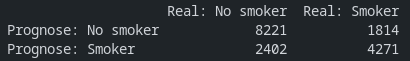 Real: No smoker Real: Smoker
Prognose: No smoker 8221 1814
Prognose: Smoker 2402 4271